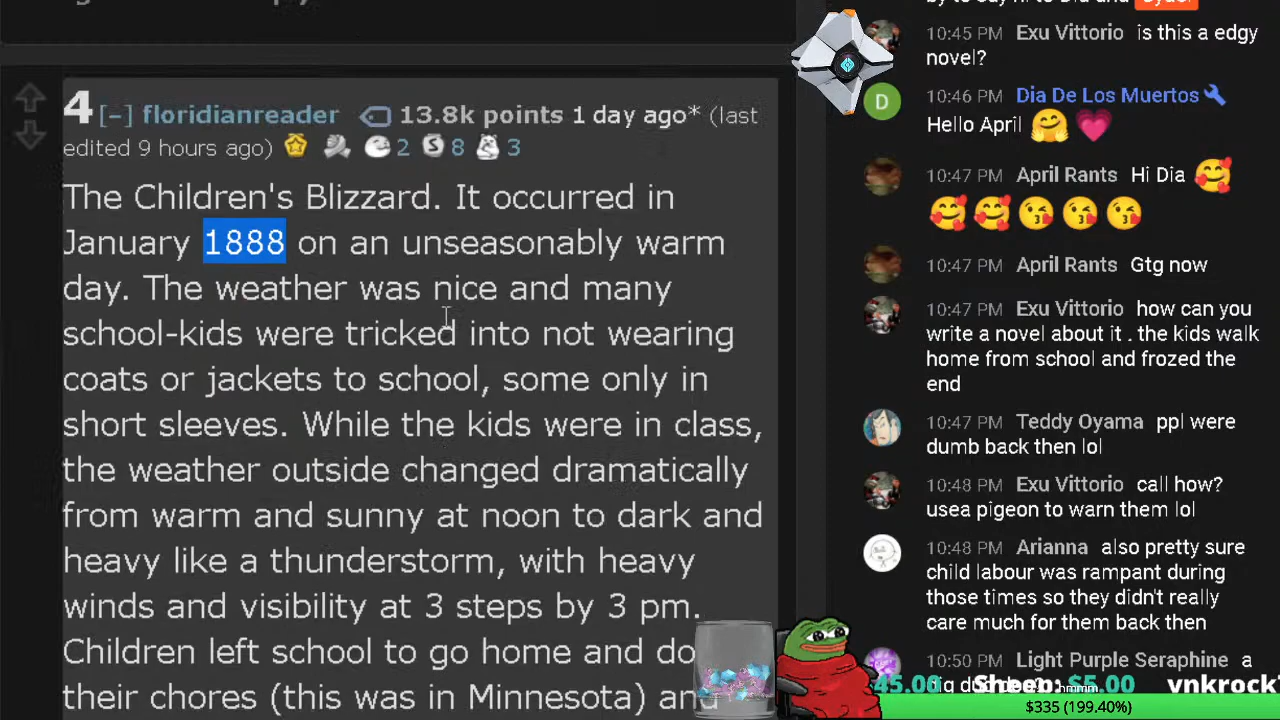 4 [–] floridianreader 13.8k points 1 day ago* (last
edited 9 hours ago) 2 8 3
The Children's Blizzard. It occurred in
January 1888 on an unseasonably warm
day. The weather was nice and many
school-kids were tricked into not wearing
coats or jackets to school, some only in
short sleeves. While the kids were in class,
the weather outside changed dramatically
from warm and sunny at noon to dark and
heavy like a thunderstorm, with heavy
winds and visibility at 3 steps by 3 pm.
Children left school to go home and do
their chores (this was in Minnesota) and
10:45 PM Exu Vittorio is this a edgy
novel?
D
10:46 PM Dia De Los Muertos
Hello April
10:47 PM April Rants Hi Dia
10:47 PM April Rants Gtg now
10:47 PM Exu Vittorio how can you
write a novel about it . the kids walk
home from school and frozed the
end
10:47 PM Teddy Oyama ppl were
dumb back then lol
10:48 PM Exu Vittorio call how?
usea pigeon to warn them lol
10:48 PM Arianna also pretty sure
child labour was rampant during
those times so they didn't really
care much for them back then
10:50 PM Light Purple Seraphine a
45.00 Sheep: $5.00 vnkrock
hmmm
$335 (199.40%)